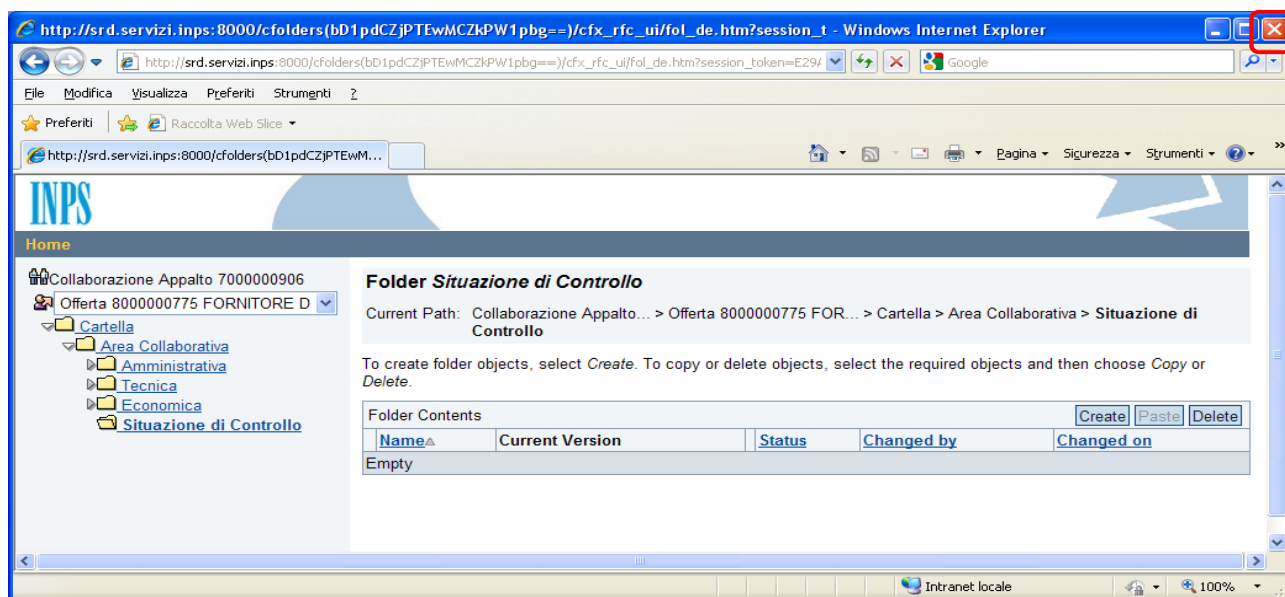 http://srd.servizi.inps:8000/cfolders(bD1pdCZjPTEwMCZkPW1pbg==)/cfx_rfc_ui/fol_de.htm?session_t - Windows Internet Explorer
http://srd.servizi.inps:8000/cfolders(bD1pdCZjPTEwMCZkPW1pbg==)/cfx_rfc_ui/fol_de.htm?session_token=E29A
Google
File Modifica Visualizza Preferiti Strumenti ?
Preferiti Raccolta Web Slice
http://srd.servizi.inps:8000/cfolders(bD1pdCZjPTEwM...
Pagina Sicurezza Strumenti »
INPS
Home
Collaborazione Appalto 7000000906
Offerta 8000000775 FORNITORE D
Cartella
Area Collaborativa
Amministrativa
Tecnica
Economica
Situazione di Controllo
Folder Situazione di Controllo
Current Path: Collaborazione Appalto... > Offerta 8000000775 FOR... > Cartella > Area Collaborativa > Situazione di
Controllo
To create folder objects, select Create. To copy or delete objects, select the required objects and then choose Copy or
Delete.
Folder Contents Create Paste Delete
Name Current Version Status Changed by Changed on
Empty
Intranet locale 100%